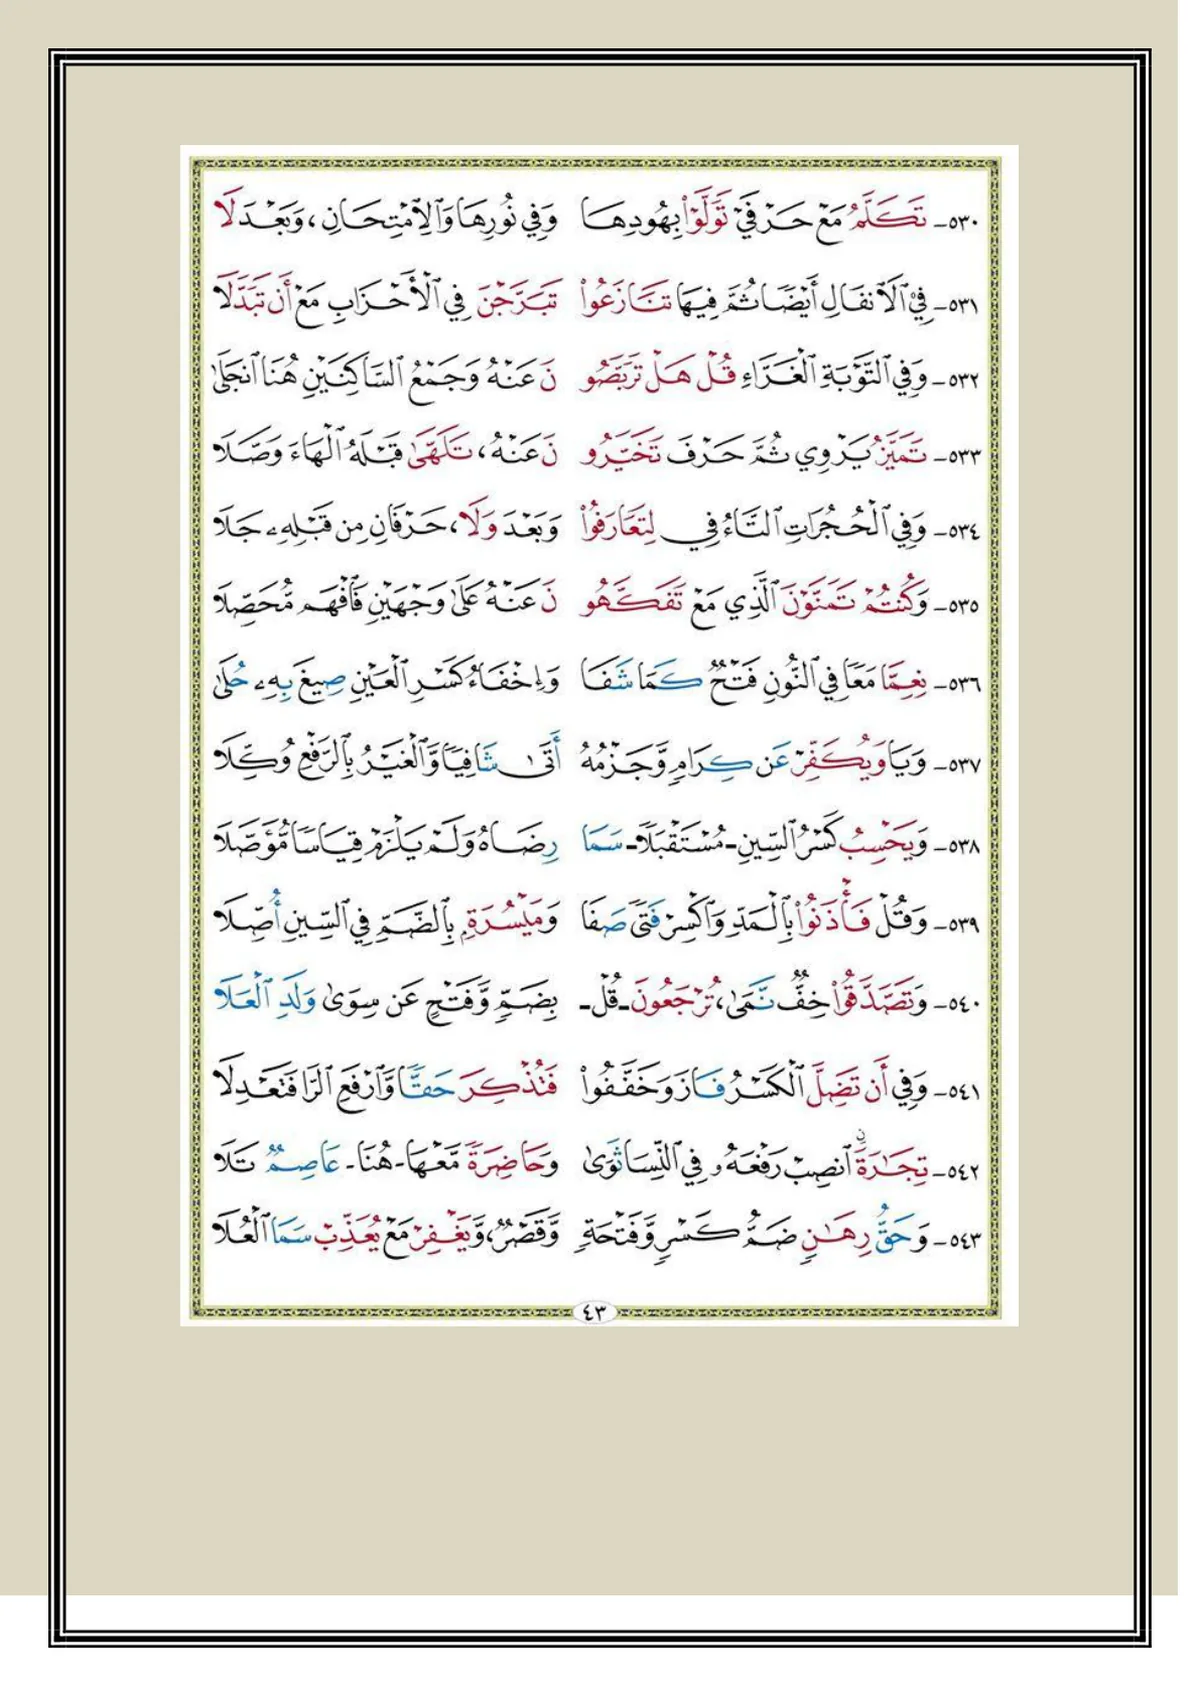 ٥٣٠- تَكَلَّمُ مَعْ حَرْفَيْ تَوَلَّوْا بِهُودِهَا وَفِي نُورِهَا وَالِامْتِحَانِ، وَبَعْدَ لَا
٥٣١- فِي الَانْفَالِ أَيْضًا ثُمَّ فِيهَا تَنَازَعُوا تَبَرَّجْنَ فِي الْأَحْزَابِ مَعْ أَن تَبَدَّلَا
٥٣٢- وَفِي التَّوْبَةِ الْغَرَّاءِ قُلْ هَلْ تَرَبَّصُو نَ عَنْهُ وَجَمْعُ السَّاكِنَيْنِ هُنَا انْجَلَى
٥٣٣- تَمَيَّزُ يَرْوِي ثُمَّ حَرْفَ تَخَيَّرُو نَ عَنْهُ، تَلَهَّى قَبْلَهُ الْهَاءَ وَصَّلَا
٥٣٤- وَفِي الْحُجُرَاتِ التَّاءُ فِي لِتَعَارَفُوا وَبَعْدَ وَلَا، حَرْفَانِ مِن قَبْلِهِ جَلَا
٥٣٥- وَكُنتُمْ تَمَنَّوْنَ الَّذِي مَعْ تَفَكَّهُو نَ عَنْهُ عَلَى وَجْهَيْنِ فَافْهَم مُّحَصِّلَا
٥٣٦- نِعِمَّا مَعًا فِي النُّونِ فَتْحٌ كَمَا شَفَا وَإِخْفَاءُ كَسْرِ الْعَيْنِ صِيغَ بِهِ حُلَى
٥٣٧- وَيَا وَيُكَفِّرْ عَن كِرَامٍ وَّجَزْمُهُ أَتَى شَافِيًا وَّالْغَيْرُ بِالرَّفْعِ وُكِّلَا
٥٣٨- وَيَحْسِبُ كَسْرُ السِّينِ - مُسْتَقْبَلًا - سَمَا رِضَاهُ وَلَمْ يَلْزَمْ قِيَاسًا مُّؤَصَّلَا
٥٣٩- وَقُلْ فَأْذَنُوا بِالْمَدِّ وَاكْسِرْ فَتًى صَفَا وَمَيْسُرَةٍ بِالضَّمِّ فِي السِّينِ أُصِّلَا
٥٤٠- وَتَصَّدَّقُوا خِفٌّ نَّمَى، تُرْجَعُونَ - قُلْ - بِضَمٍّ وَّفَتْحٍ عَن سِوَى وَلَدِ الْعَلَا
٥٤١- وَفِي أَن تَضِلَّ الْكَسْرُ فَازَ وَخَفَّفُوا فَتُذْكِرَ حَقًّا وَّارْفَعِ الرَّا فَتَعْدِلَا
٥٤٢- تِجَارَةٌ انصِبْ رَفْعَهُ وفِي النِّسَا ثَوَى وَحَاضِرَةٌ مَّعْهَا - هُنَا - عَاصِمٌ تَلَا
٥٤٣- وَحَقُّ رِهَانٍ ضَمُّ كَسْرٍ وَّفَتْحَةٍ وَّقَصْرٌ، وَّيَغْفِرْ مَعْ يُعَذِّبْ سَمَا الْعُلَا
٤٣